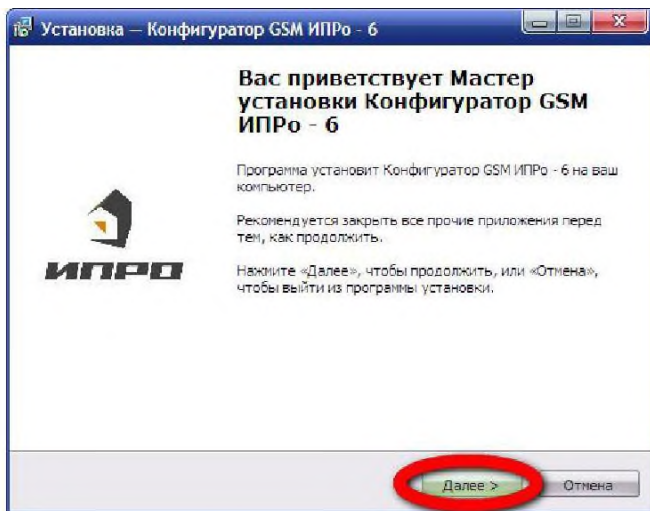 Установка — Конфигуратор GSM ИПРо - 6
Вас приветствует Мастер
установки Конфигуратор GSM
ИПРо - 6
Программа установит Конфигуратор GSM ИПРо - 6 на ваш
компьютер.
Рекомендуется закрыть все прочие приложения перед
тем, как продолжить.
Нажмите «Далее», чтобы продолжить, или «Отмена»,
чтобы выйти из программы установки.
ИПРО
Далее >
Отмена